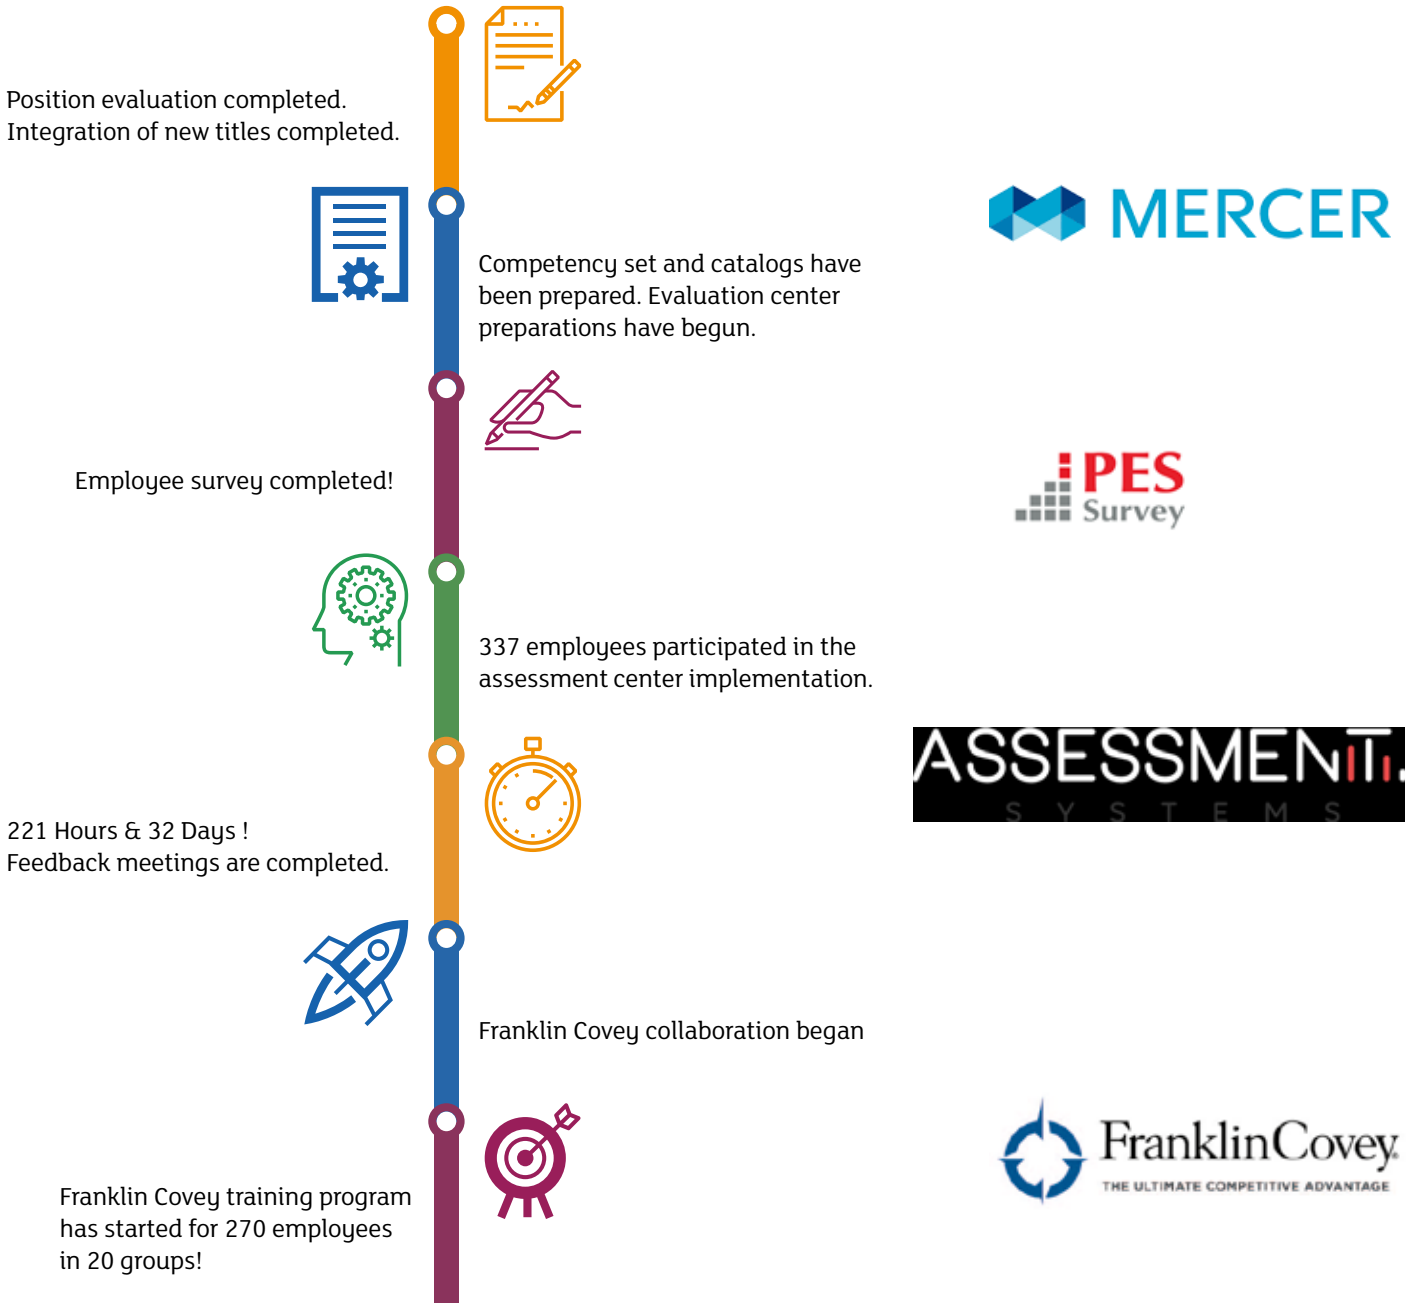 Position evaluation completed.
Integration of new titles completed.
MERCER
Competency set and catalogs have
been prepared. Evaluation center
preparations have begun.
PES
Survey
Employee survey completed!
337 employees participated in the
assessment center implementation.
ASSESSMENT.
SYSTEMS
221 Hours & 32 Days !
Feedback meetings are completed.
Franklin Covey collaboration began
FranklinCovey
THE ULTIMATE COMPETITIVE ADVANTAGE
Franklin Covey training program
has started for 270 employees
in 20 groups!